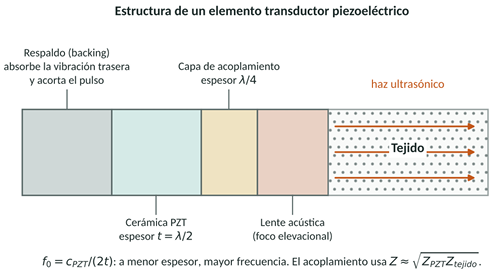 Estructura de un elemento transductor piezoeléctrico
Respaldo (backing)
absorbe la vibración trasera
y acorta el pulso
Capa de acoplamiento
espesor λ/4
haz ultrasónico
Tejido
Cerámica PZT
espesor t = λ/2
Lente acústica
(foco elevacional)
f₀ = c_PZT/(2t): a menor espesor, mayor frecuencia. El acoplamiento usa Z ≈ √(Z_PZT Z_tejido).